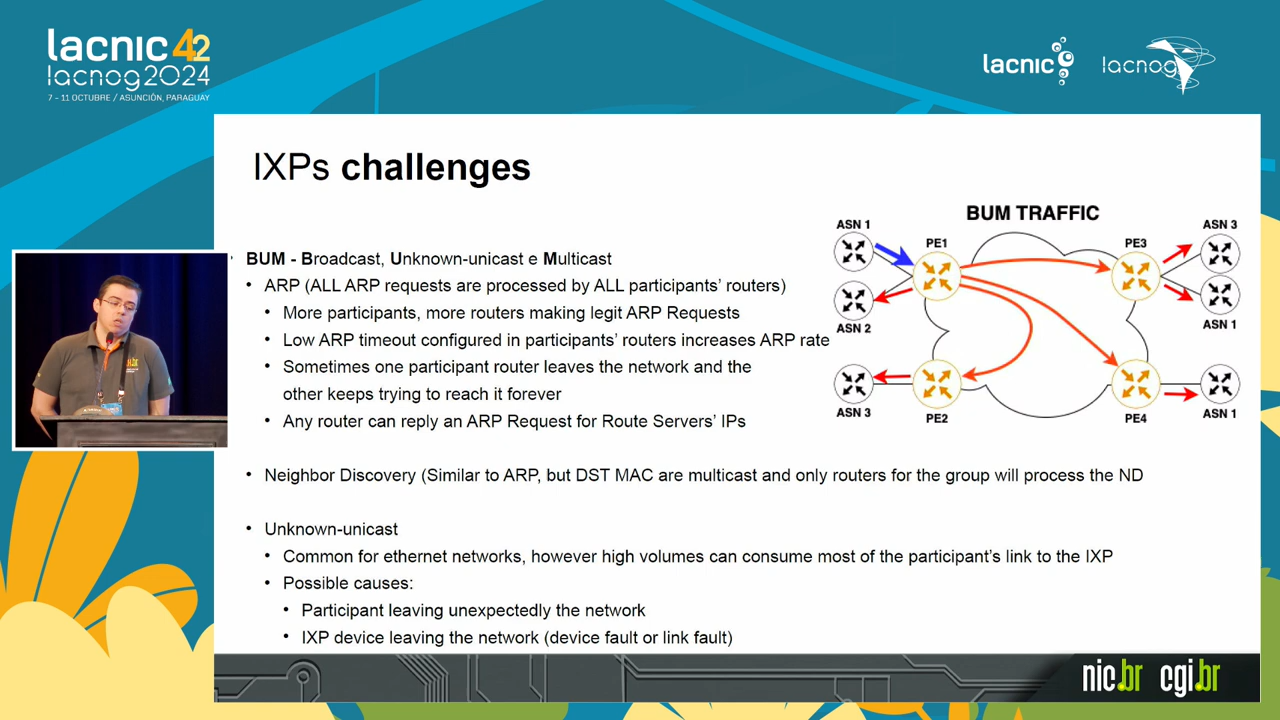 lacnic 42
lacnog2024
7 - 11 OCTUBRE / ASUNCIÓN, PARAGUAY
lacnic
lacnog
IXPs challenges
BUM - Broadcast, Unknown-unicast e Multicast
• ARP (ALL ARP requests are processed by ALL participants' routers)
• More participants, more routers making legit ARP Requests
• Low ARP timeout configured in participants' routers increases ARP rate
• Sometimes one participant router leaves the network and the
other keeps trying to reach it forever
• Any router can reply an ARP Request for Route Servers' IPs
• Neighbor Discovery (Similar to ARP, but DST MAC are multicast and only routers for the group will process the ND
• Unknown-unicast
• Common for ethernet networks, however high volumes can consume most of the participant's link to the IXP
• Possible causes:
• Participant leaving unexpectedly the network
• IXP device leaving the network (device fault or link fault)
BUM TRAFFIC
ASN 1
PE1
PE3
ASN 3
ASN 2
ASN 1
ASN 3
PE2
PE4
ASN 1
nic.br cgi.br